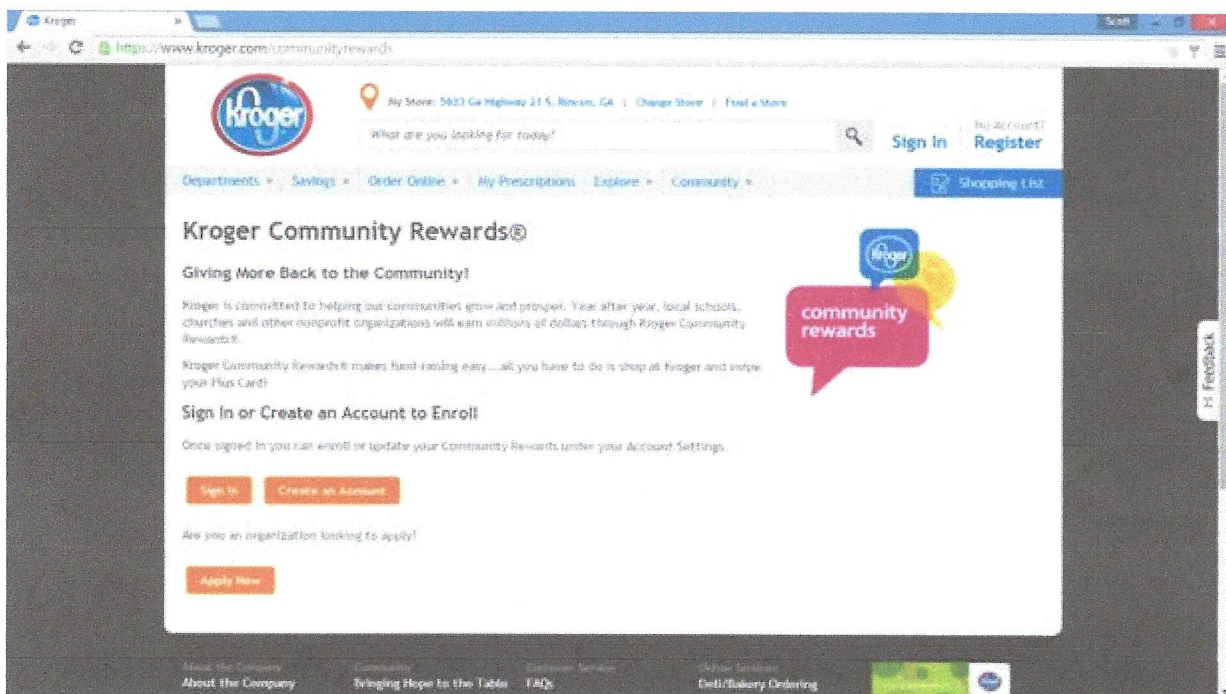 Kroger
Scott
https://www.kroger.com/communityrewards
Kroger
My Store: 5633 Ga Highway 21 S, Rincon, GA | Change Store | Find a Store
What are you looking for today?
Sign In
No Account?
Register
Departments Savings Order Online My Prescriptions Explore Community
Shopping List
Kroger Community Rewards®
Giving More Back to the Community!
Kroger
community
rewards
Kroger is committed to helping our communities grow and prosper. Year after year, local schools,
churches and other nonprofit organizations will earn millions of dollars through Kroger Community
Rewards®.
Kroger Community Rewards® makes fund-raising easy...all you have to do is shop at Kroger and swipe
your Plus Card!
Feedback
Sign In or Create an Account to Enroll
Once signed in you can enroll or update your Community Rewards under your Account Settings.
Sign In Create an Account
Are you an organization looking to apply?
Apply Now
About the Company Community Customer Service Online Services
About the Company Bringing Hope to the Table FAQs Deli/Bakery Ordering